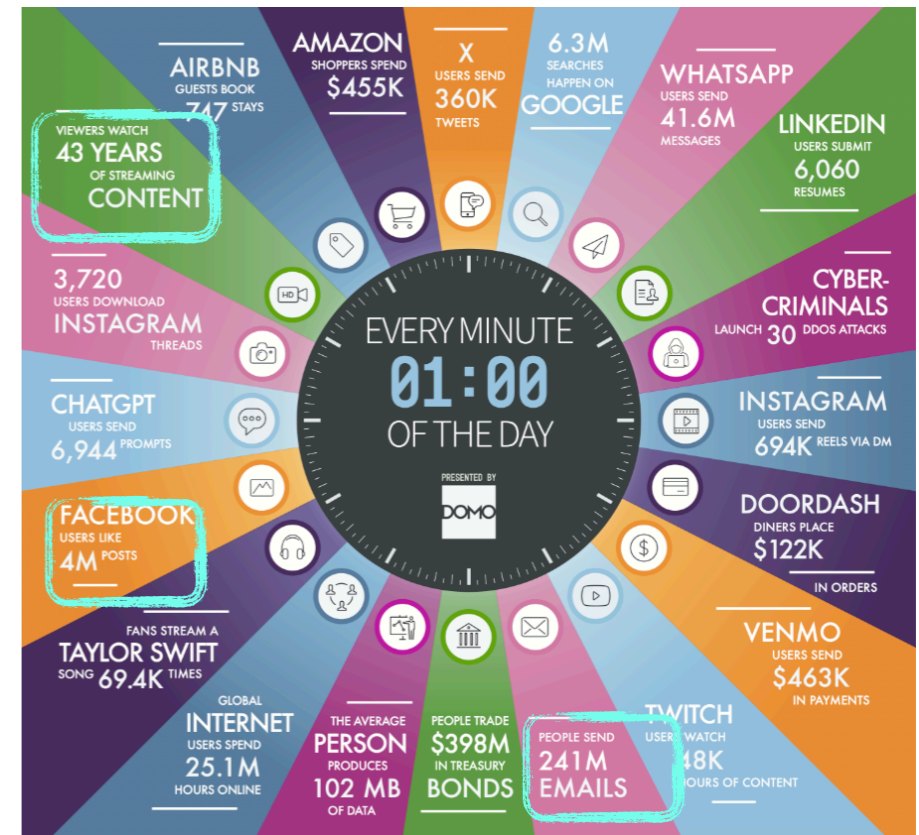 AIRBNB
GUESTS BOOK
747 STAYS
AMAZON
SHOPPERS SPEND
$455K
X
USERS SEND
360K
TWEETS
6.3M
SEARCHES
HAPPEN ON
GOOGLE
WHATSAPP
USERS SEND
41.6M
MESSAGES
LINKEDIN
USERS SUBMIT
6,060
RESUMES
CYBER-
CRIMINALS
LAUNCH 30 DDOS ATTACKS
INSTAGRAM
USERS SEND
694K REELS VIA DM
DOORDASH
DINERS PLACE
$122K
IN ORDERS
VENMO
USERS SEND
$463K
IN PAYMENTS
TWITCH
USERS WATCH
HOURS OF CONTENT
PEOPLE SEND
241M
EMAILS
PEOPLE TRADE
$398M
IN TREASURY
BONDS
THE AVERAGE
PERSON
PRODUCES
102 MB
OF DATA
GLOBAL
INTERNET
USERS SPEND
25.1M
HOURS ONLINE
FANS STREAM A
TAYLOR SWIFT
SONG 69.4K TIMES
FACEBOOK
USERS LIKE
4M POSTS
CHATGPT
USERS SEND
6,944 PROMPTS
3,720
USERS DOWNLOAD
INSTAGRAM
THREADS
VIEWERS WATCH
43 YEARS
OF STREAMING
CONTENT
HD
EVERY MINUTE
01:00
OF THE DAY
PRESENTED BY
DOMO